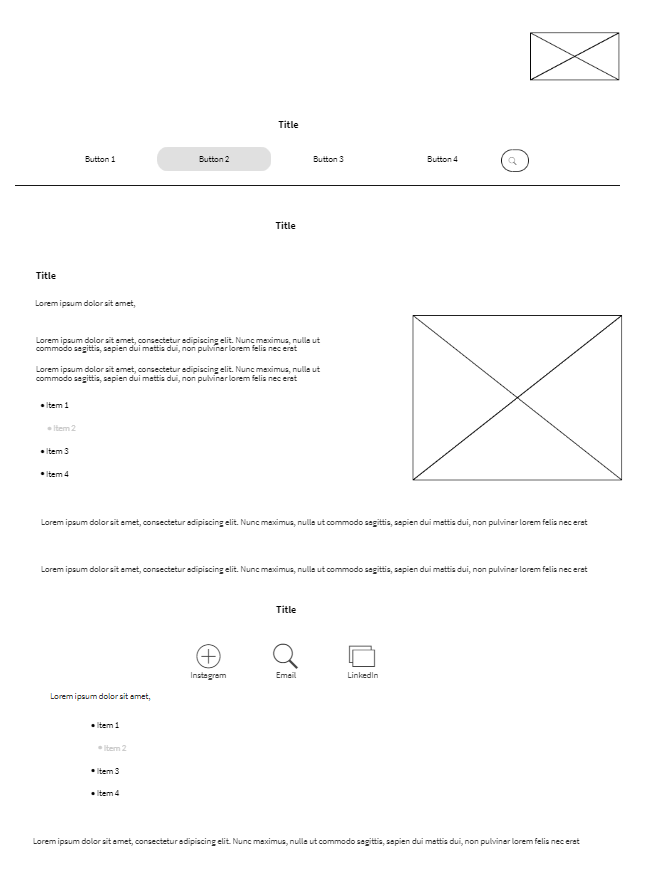 Title
Button 1
Button 2
Button 3
Button 4
Title
Title
Lorem ipsum dolor sit amet,
Lorem ipsum dolor sit amet, consectetur adipiscing elit. Nunc maximus, nulla ut
commodo sagittis, sapien dui mattis dui, non pulvinar lorem felis nec erat
Lorem ipsum dolor sit amet, consectetur adipiscing elit. Nunc maximus, nulla ut
commodo sagittis, sapien dui mattis dui, non pulvinar lorem felis nec erat
• Item 1
• Item 2
• Item 3
• Item 4
Lorem ipsum dolor sit amet, consectetur adipiscing elit. Nunc maximus, nulla ut commodo sagittis, sapien dui mattis dui, non pulvinar lorem felis nec erat
Lorem ipsum dolor sit amet, consectetur adipiscing elit. Nunc maximus, nulla ut commodo sagittis, sapien dui mattis dui, non pulvinar lorem felis nec erat
Title
Instagram
Email
LinkedIn
Lorem ipsum dolor sit amet,
• Item 1
• Item 2
• Item 3
• Item 4
Lorem ipsum dolor sit amet, consectetur adipiscing elit. Nunc maximus, nulla ut commodo sagittis, sapien dui mattis dui, non pulvinar lorem felis nec erat